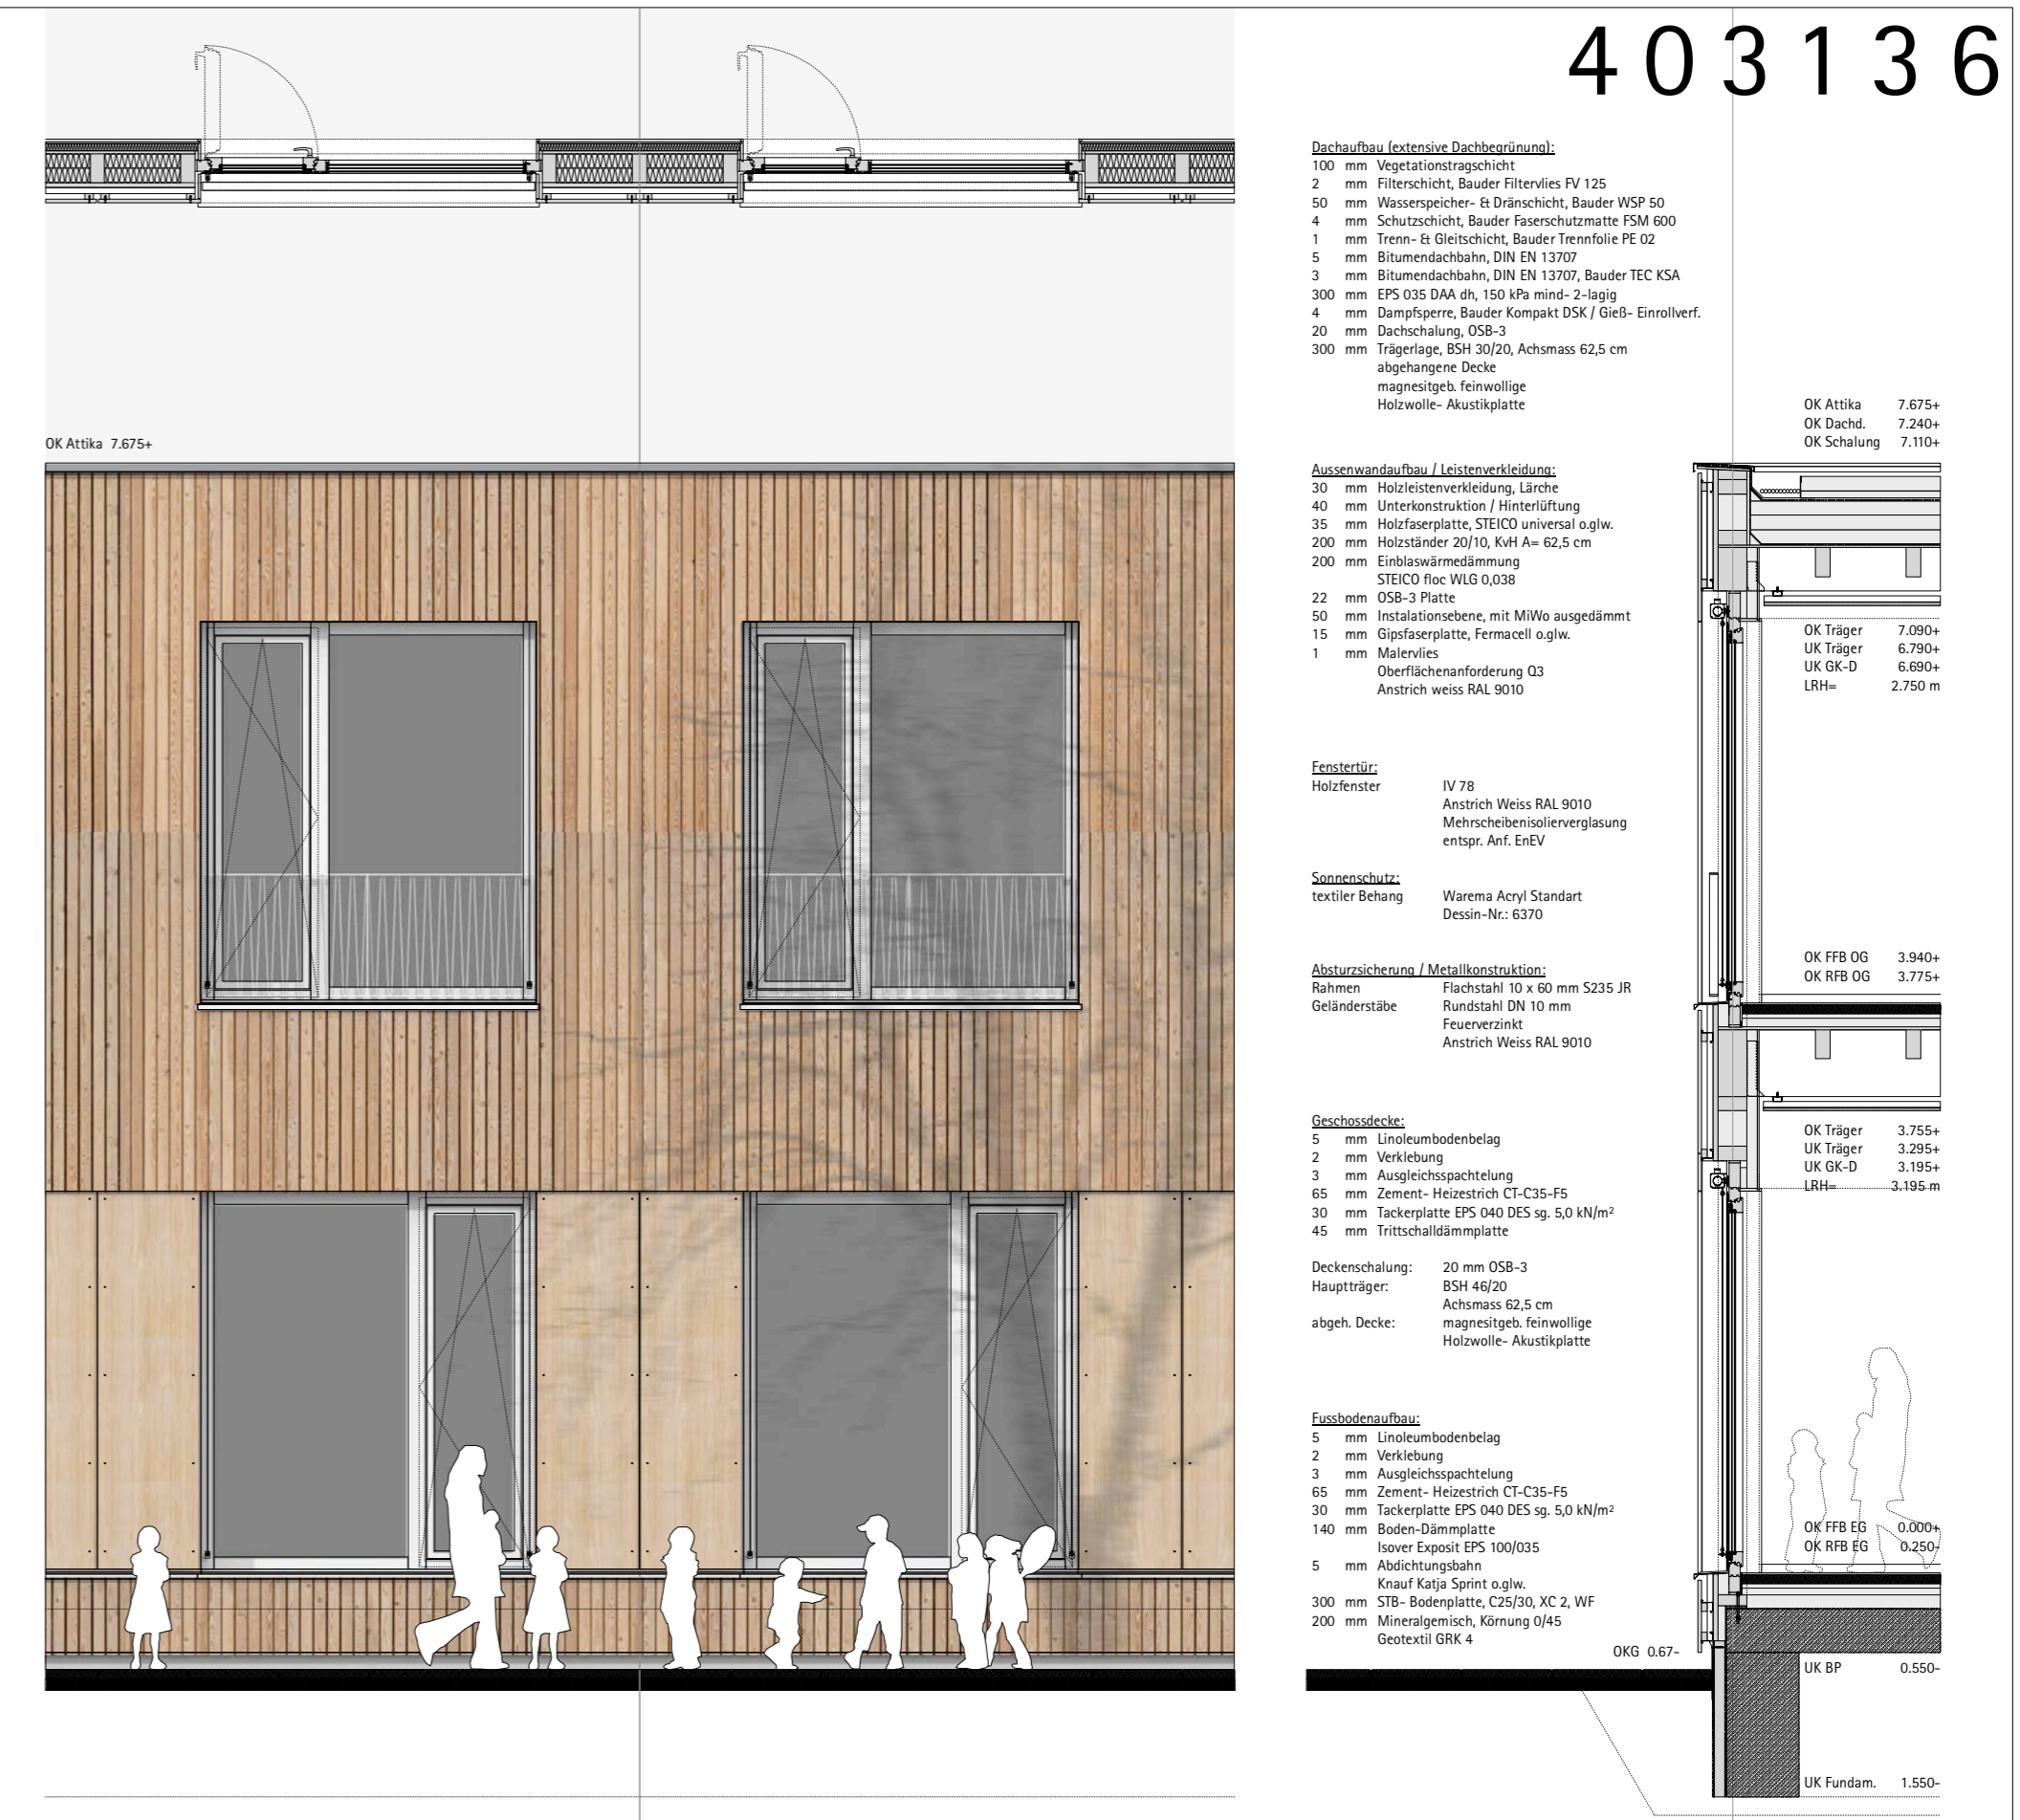 403136
OK Attika 7.675+
Dachaufbau (extensive Dachbegrünung):
100 mm Vegetationstragschicht
2 mm Filterschicht, Bauder Filtervlies FV 125
50 mm Wasserspeicher- & Dränschicht, Bauder WSP 50
4 mm Schutzschicht, Bauder Faserschutzmatte FSM 600
1 mm Trenn- & Gleitschicht, Bauder Trennfolie PE 02
5 mm Bitumendachbahn, DIN EN 13707
3 mm Bitumendachbahn, DIN EN 13707, Bauder TEC KSA
300 mm EPS 035 DAA dh, 150 kPa mind- 2-lagig
4 mm Dampfsperre, Bauder Kompakt DSK / Gieß- Einrollverf.
20 mm Dachschalung, OSB-3
300 mm Trägerlage, BSH 30/20, Achsmass 62,5 cm
abgehangene Decke
magnesitgeb. feinwollige
Holzwolle- Akustikplatte
Aussenwandaufbau / Leistenverkleidung:
30 mm Holzleistenverkleidung, Lärche
40 mm Unterkonstruktion / Hinterlüftung
35 mm Holzfaserplatte, STEICO universal o.glw.
200 mm Holzständer 20/10, KvH A= 62,5 cm
200 mm Einblaswärmedämmung
STEICO floc WLG 0,038
22 mm OSB-3 Platte
50 mm Instalationsebene, mit MiWo ausgedämmt
15 mm Gipsfaserplatte, Fermacell o.glw.
1 mm Malervlies
Oberflächenanforderung Q3
Anstrich weiss RAL 9010
Fenstertür:
Holzfenster IV 78
Anstrich Weiss RAL 9010
Mehrscheibenisolierverglasung
entspr. Anf. EnEV
Sonnenschutz:
textiler Behang Warema Acryl Standart
Dessin-Nr.: 6370
Absturzsicherung / Metallkonstruktion:
Rahmen Flachstahl 10 x 60 mm S235 JR
Geländerstäbe Rundstahl DN 10 mm
Feuerverzinkt
Anstrich Weiss RAL 9010
Geschossdecke:
5 mm Linoleumbodenbelag
2 mm Verklebung
3 mm Ausgleichsspachtelung
65 mm Zement- Heizestrich CT-C35-F5
30 mm Tackerplatte EPS 040 DES sg. 5,0 kN/m²
45 mm Trittschalldämmplatte
Deckenschalung: 20 mm OSB-3
Hauptträger: BSH 46/20
Achsmass 62,5 cm
abgeh. Decke: magnesitgeb. feinwollige
Holzwolle- Akustikplatte
Fussbodenaufbau:
5 mm Linoleumbodenbelag
2 mm Verklebung
3 mm Ausgleichsspachtelung
65 mm Zement- Heizestrich CT-C35-F5
30 mm Tackerplatte EPS 040 DES sg. 5,0 kN/m²
140 mm Boden-Dämmplatte
Isover Exposit EPS 100/035
5 mm Abdichtungsbahn
Knauf Katja Sprint o.glw.
300 mm STB- Bodenplatte, C25/30, XC 2, WF
200 mm Mineralgemisch, Körnung 0/45
Geotextil GRK 4
OKG 0.67-
OK Attika 7.675+
OK Dachd. 7.240+
OK Schalung 7.110+
OK Träger 7.090+
UK Träger 6.790+
UK GK-D 6.690+
LRH= 2.750 m
OK FFB OG 3.940+
OK RFB OG 3.775+
OK Träger 3.755+
UK Träger 3.295+
UK GK-D 3.195+
LRH= 3.195 m
OK FFB EG 0.000+
OK RFB EG 0.250-
UK BP 0.550-
UK Fundam. 1.550-